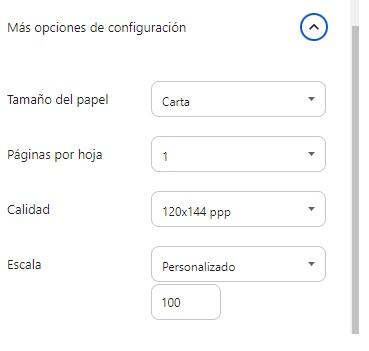 Más opciones de configuración
Tamaño del papel
Carta
Páginas por hoja
1
Calidad
120x144 ppp
Escala
Personalizado
100